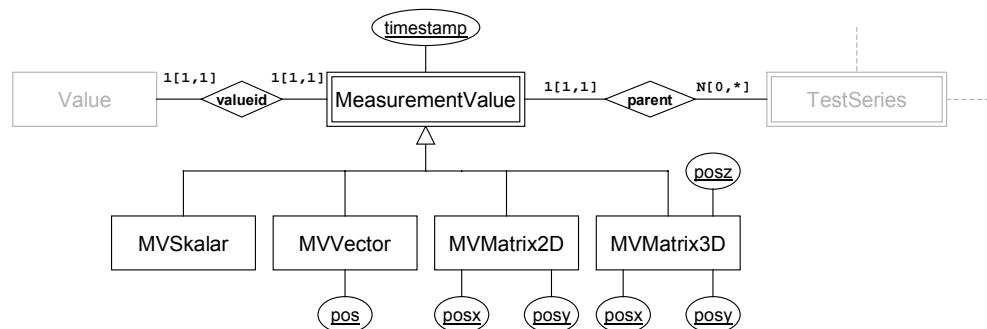 timestamp
1[1,1] 1[1,1] 1[1,1] N[0,*]
Value valueid MeasurementValue parent TestSeries
posz
MVSkalar MVVector MVMatrix2D MVMatrix3D
pos posx posy posx posy